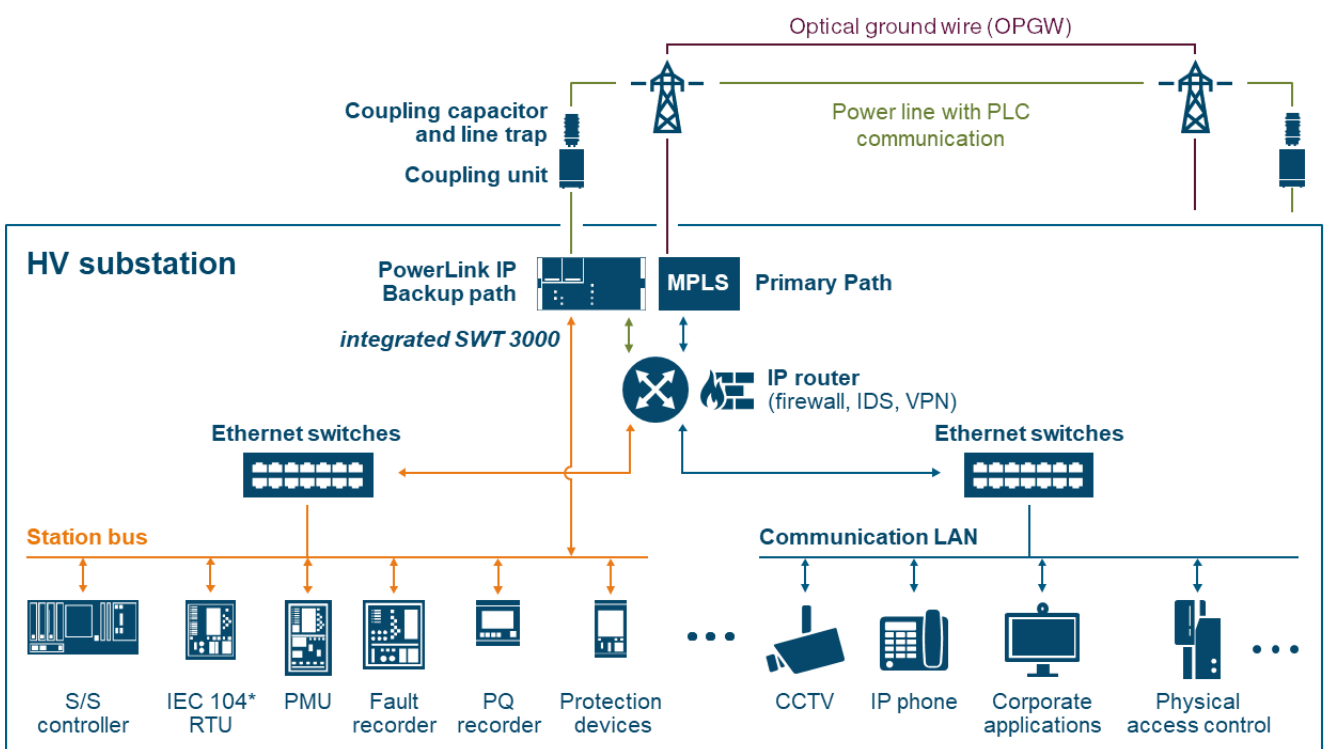 Optical ground wire (OPGW)
Coupling capacitor
and line trap
Power line with PLC
communication
Coupling unit
HV substation
PowerLink IP
Backup path
MPLS
Primary Path
integrated SWT 3000
IP router
(firewall, IDS, VPN)
Ethernet switches
Ethernet switches
Station bus
Communication LAN
S/S
controller
IEC 104*
RTU
PMU
Fault
recorder
PQ
recorder
Protection
devices
CCTV
IP phone
Corporate
applications
Physical
access control